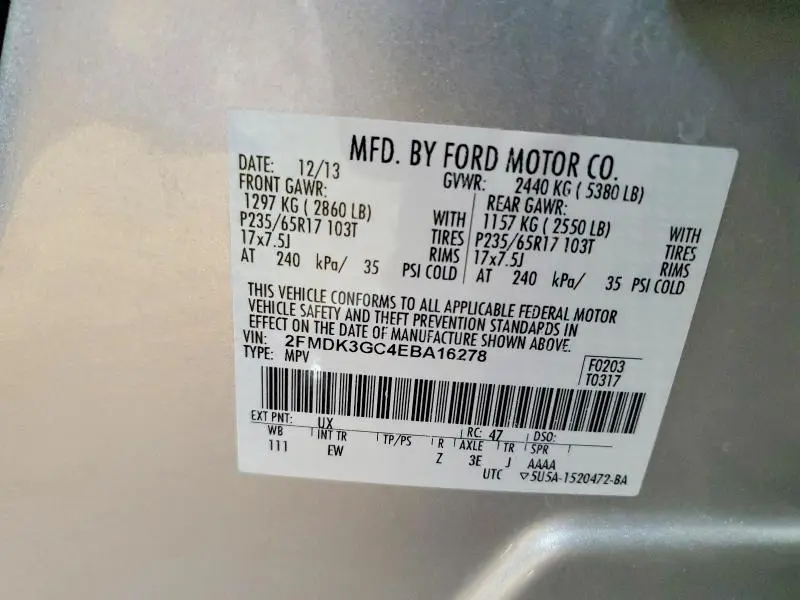 MFD. BY FORD MOTOR CO.
DATE: 12/13 GVWR: 2440 KG ( 5380 LB)
FRONT GAWR: REAR GAWR:
1297 KG ( 2860 LB) WITH 1157 KG ( 2550 LB) WITH
P235/65R17 103T TIRES P235/65R17 103T TIRES
17x7.5J RIMS 17x7.5J RIMS
AT 240 kPa/ 35 PSI COLD AT 240 kPa/ 35 PSI COLD
THIS VEHICLE CONFORMS TO ALL APPLICABLE FEDERAL MOTOR
VEHICLE SAFETY AND THEFT PREVENTION STANDARDS IN
EFFECT ON THE DATE OF MANUFACTURE SHOWN ABOVE.
VIN: 2FMDK3GC4EBA16278
TYPE: MPV F0203
T0317
EXT PNT: UX RC: 47 DSO:
WB INT TR TP/PS R AXLE TR SPR
111 EW Z 3E J AAAA
UTC ▽5U5A-1520472-BA